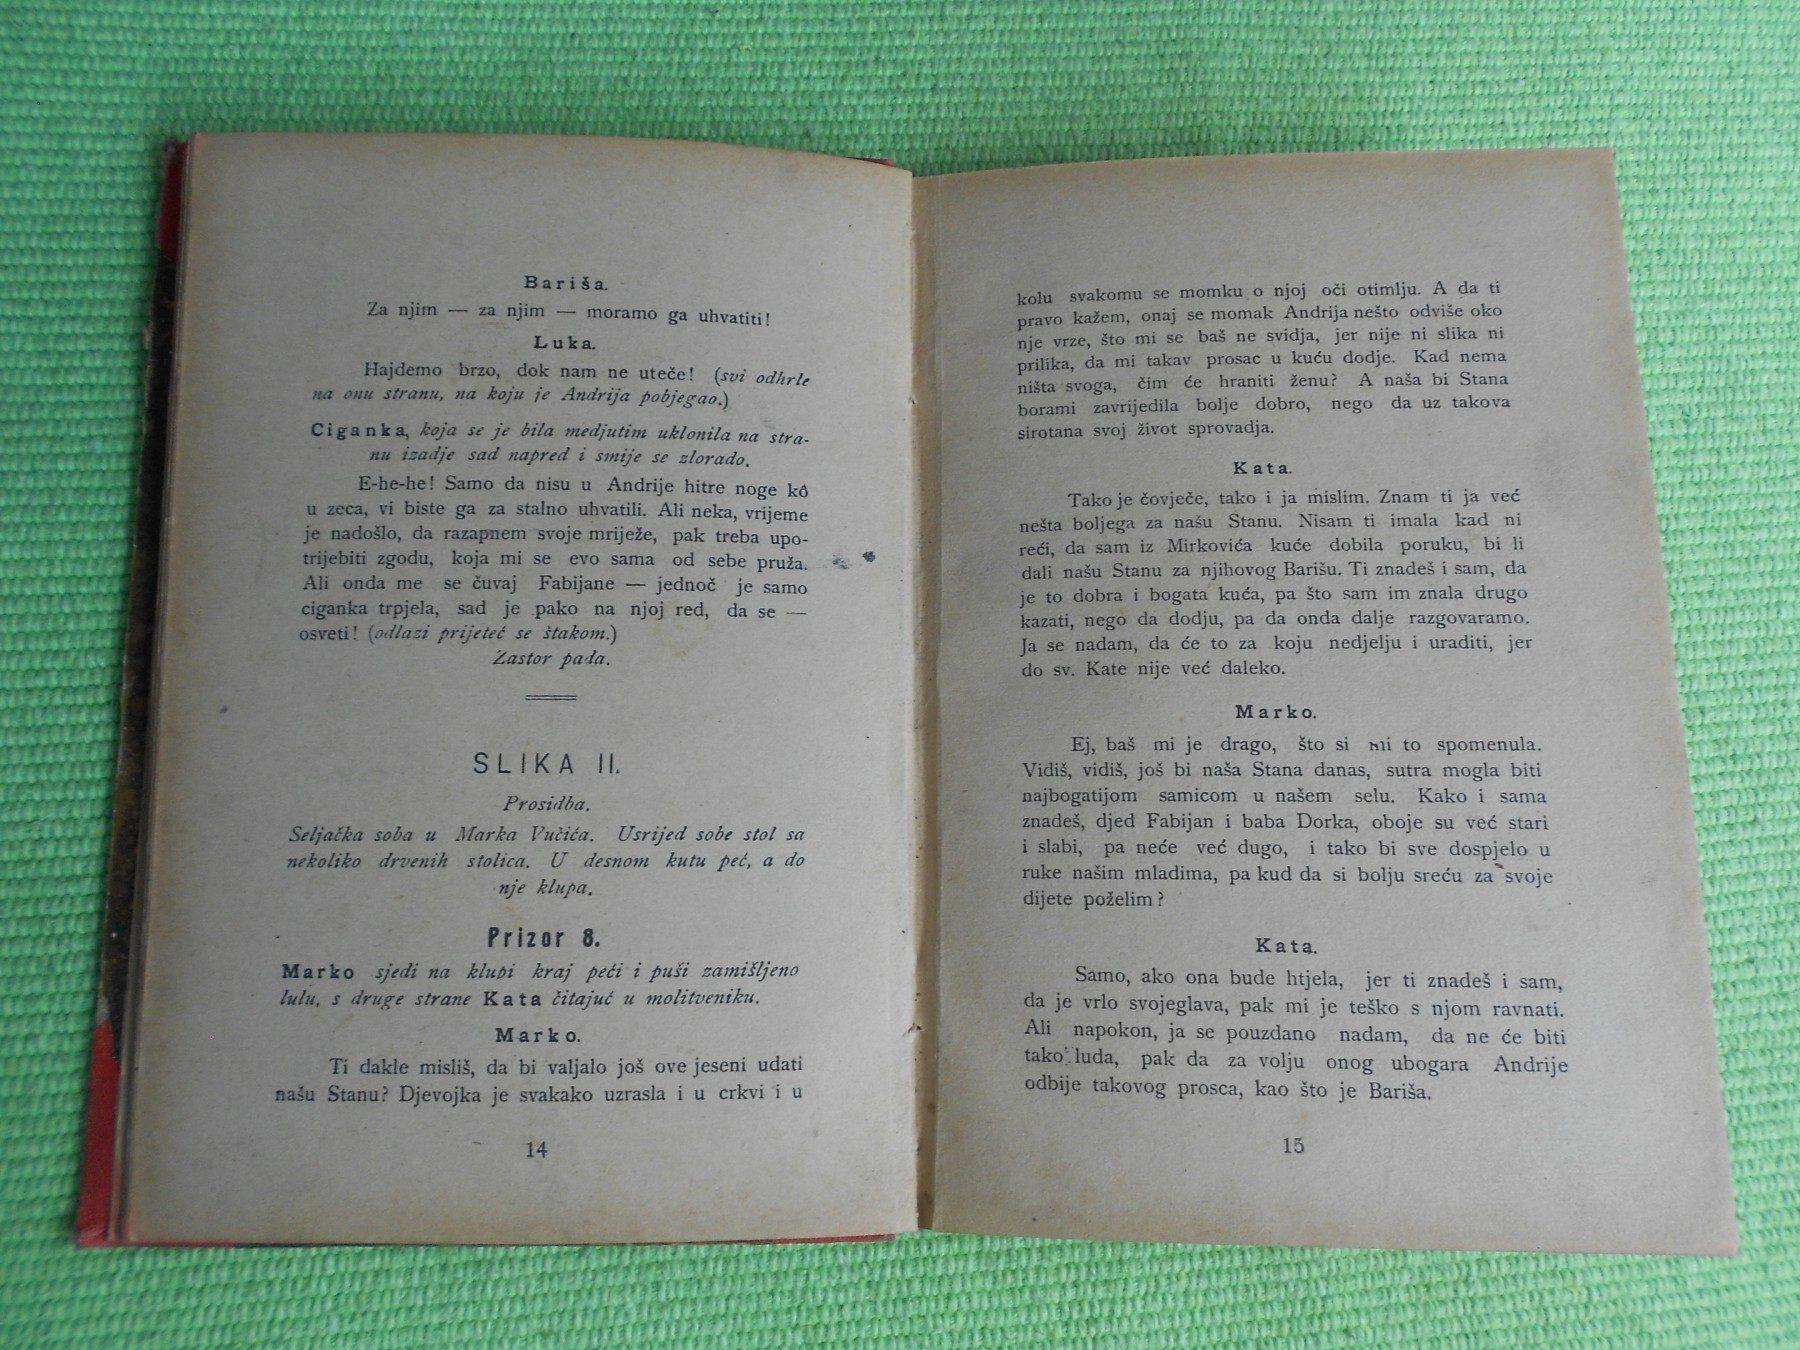 Bariša.
Za njim — za njim — moramo ga uhvatiti!
Luka.
Hajdemo brzo, dok nam ne uteče! (svi odhrle
na onu stranu, na koju je Andrija pobjegao.)
Ciganka, koja se je bila medjutim uklonila na stra-
nu izadje sad napred i smije se zlorado.
E-he-he! Samo da nisu u Andrije hitre noge kô
u zeca, vi biste ga za stalno uhvatili. Ali neka, vrijeme
je nadošlo, da razapnem svoje mriježe, pak treba upo-
trijebiti zgodu, koja mi se evo sama od sebe pruža.
Ali onda me se čuvaj Fabijane — jednoč je samo
ciganka trpjela, sad je pako na njoj red, da se —
osveti! (odlazi prijeteć se štakom.)
Zastor pada.
SLIKA II.
Prosidba.
Seljačka soba u Marka Vučića. Usrijed sobe stol sa
nekoliko drvenih stolica. U desnom kutu peć, a do
nje klupa.
Prizor 8.
Marko sjedi na klupi kraj peći i puši zamišljeno
lulu, s druge strane Kata čitajuć u molitveniku.
Marko.
Ti dakle misliš, da bi valjalo još ove jeseni udati
našu Stanu? Djevojka je svakako uzrasla i u crkvi i u
14
kolu svakomu se momku o njoj oči otimlju. A da ti
pravo kažem, onaj se momak Andrija nešto odviše oko
nje vrze, što mi se baš ne svidja, jer nije ni slika ni
prilika, da mi takav prosac u kuću dodje. Kad nema
ništa svoga, čim će hraniti ženu? A naša bi Stana
borami zavrijedila bolje dobro, nego da uz takova
sirotana svoj život sprovadja.
Kata.
Tako je čovječe, tako i ja mislim. Znam ti ja već
nešta boljega za našu Stanu. Nisam ti imala kad ni
reći, da sam iz Mirkovića kuće dobila poruku, bi li
dali našu Stanu za njihovog Barišu. Ti znadeš i sam, da
je to dobra i bogata kuća, pa što sam im znala drugo
kazati, nego da dodju, pa da onda dalje razgovaramo.
Ja se nadam, da će to za koju nedjelju i uraditi, jer
do sv. Kate nije već daleko.
Marko.
Ej, baš mi je drago, što si mi to spomenula.
Vidiš, vidiš, još bi naša Stana danas, sutra mogla biti
najbogatijom samicom u našem selu. Kako i sama
znadeš, djed Fabijan i baba Dorka, oboje su već stari
i slabi, pa neće već dugo, i tako bi sve dospjelo u
ruke našim mladima, pa kud da si bolju sreću za svoje
dijete poželim?
Kata.
Samo, ako ona bude htjela, jer ti znadeš i sam,
da je vrlo svojeglava, pak mi je teško s njom ravnati.
Ali napokon, ja se pouzdano nadam, da ne će biti
tako luda, pak da za volju onog ubogara Andrije
odbije takovog prosca, kao što je Bariša.
15